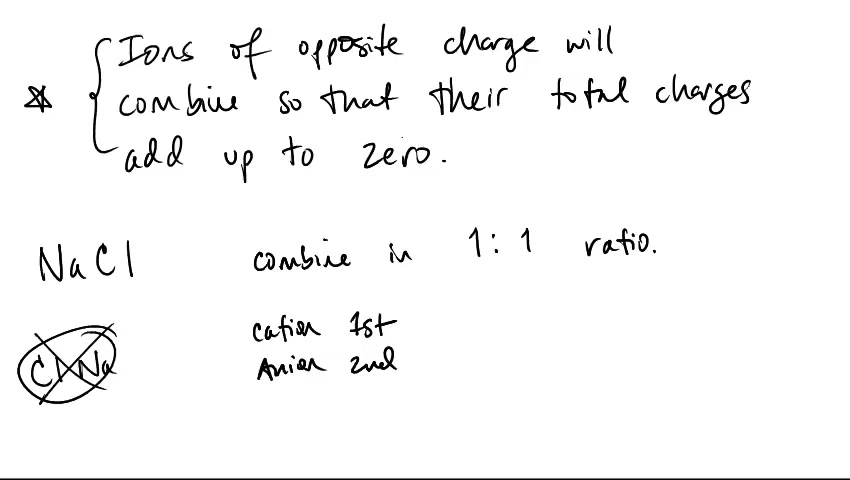 Ions of opposite charge will
combine so that their total charges
add up to zero.
NaCl combine in 1:1 ratio.
cation 1st
ClNa
Anion 2nd